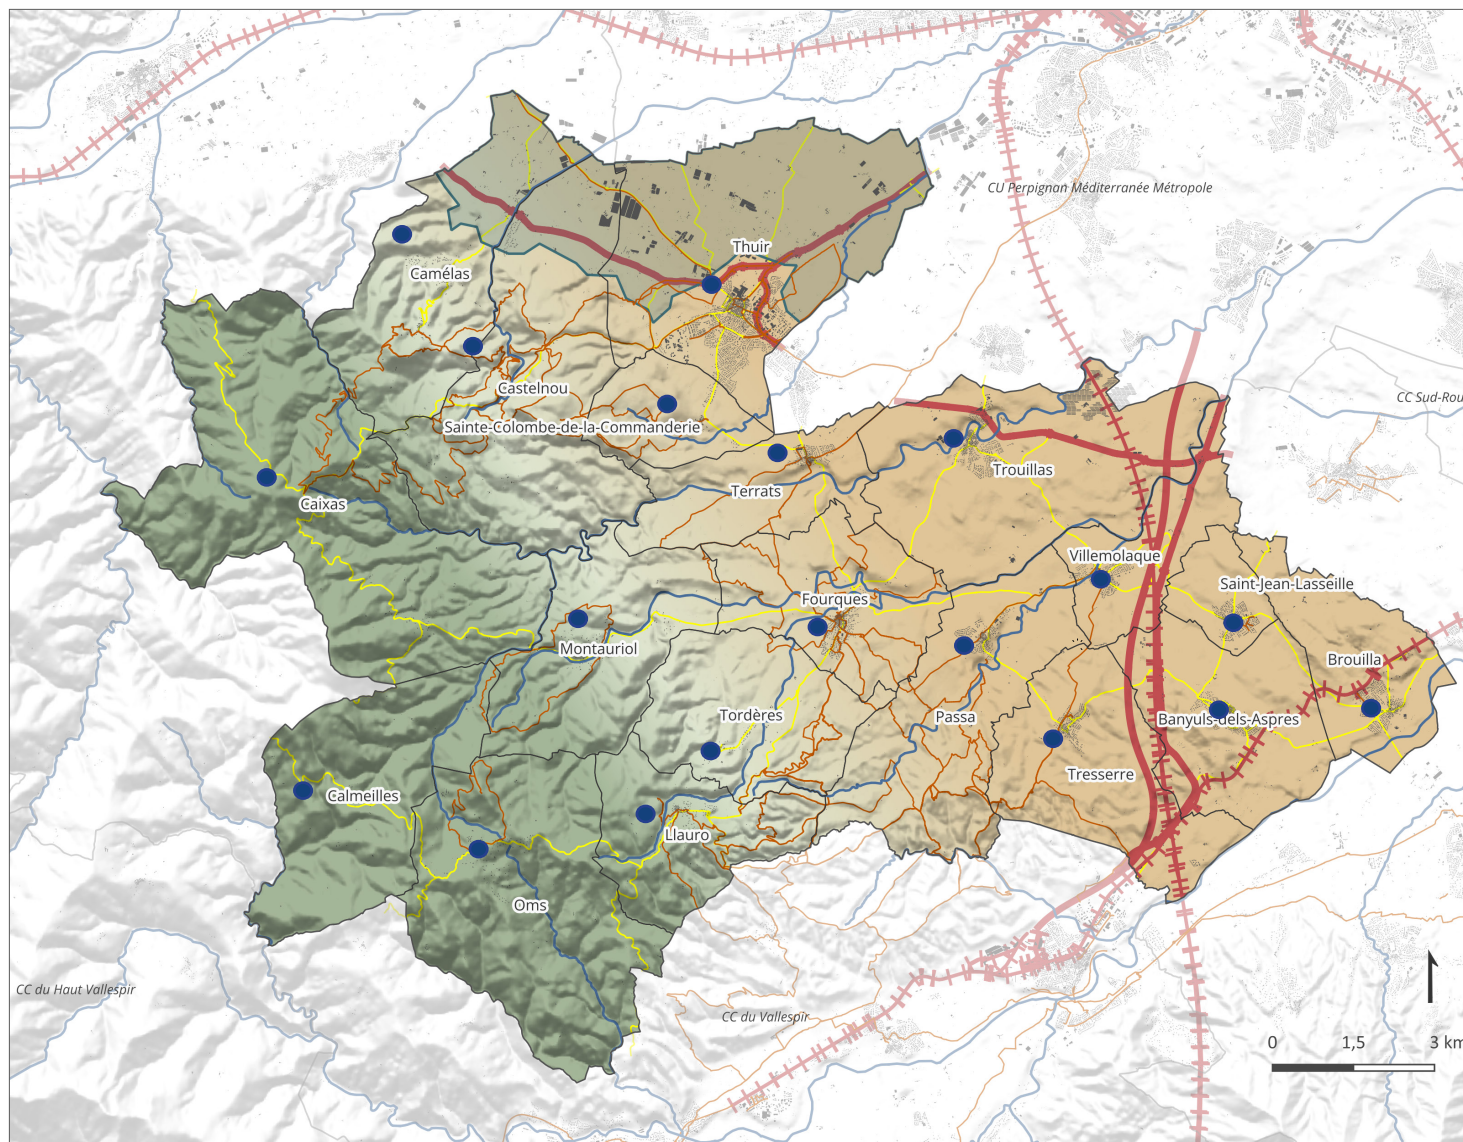 CU Perpignan Méditerranée Métropole
Thuir
Camélas
Castelnou
CC Sud-Rou
Sainte-Colombe-de-la-Commanderie
Trouillas
Terrats
Caixas
Villemolaque
Saint-Jean-Lasseille
Fourques
Montauriol
Brouilla
Tordères
Passa
Banyuls-dels-Aspres
Tresserre
Calmeilles
Llauro
Oms
CC du Haut Vallespir
CC du Vallespir
0 1,5 3 km